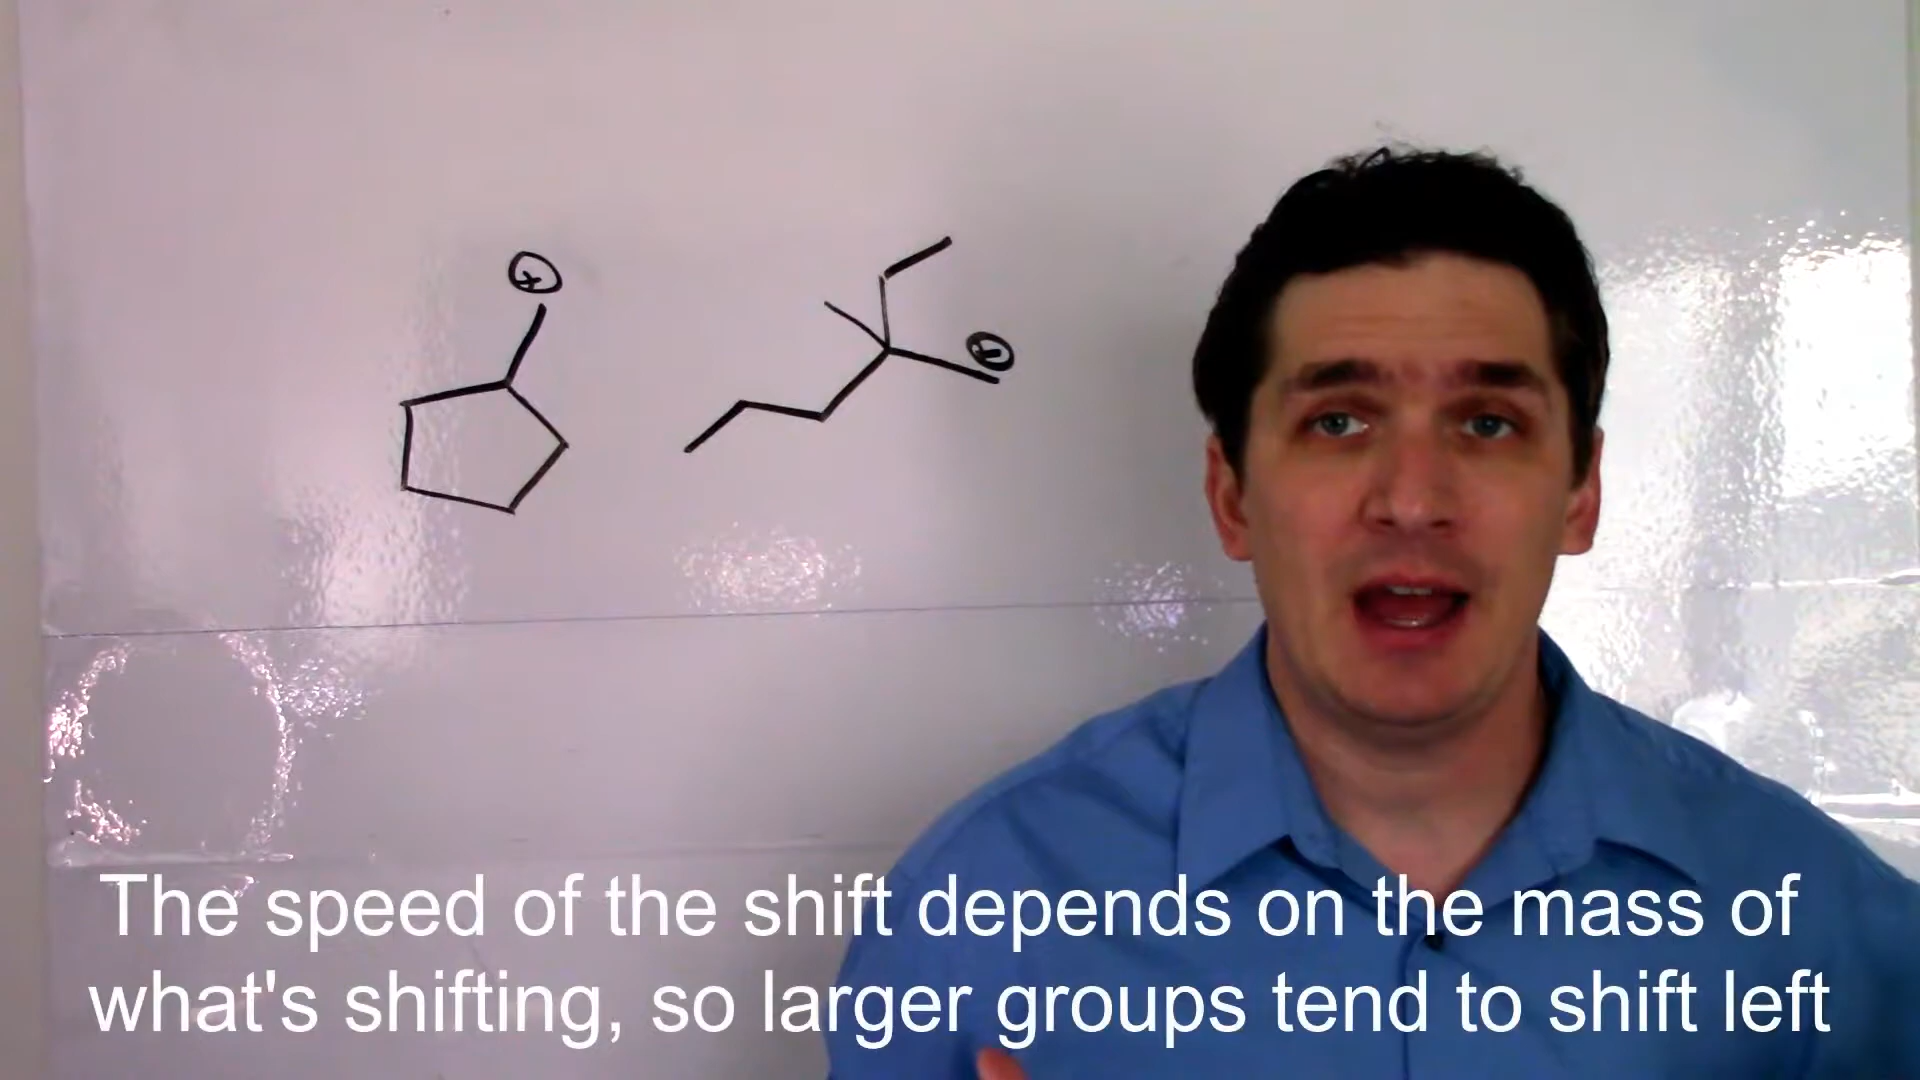 +
+
The speed of the shift depends on the mass of
what's shifting, so larger groups tend to shift left